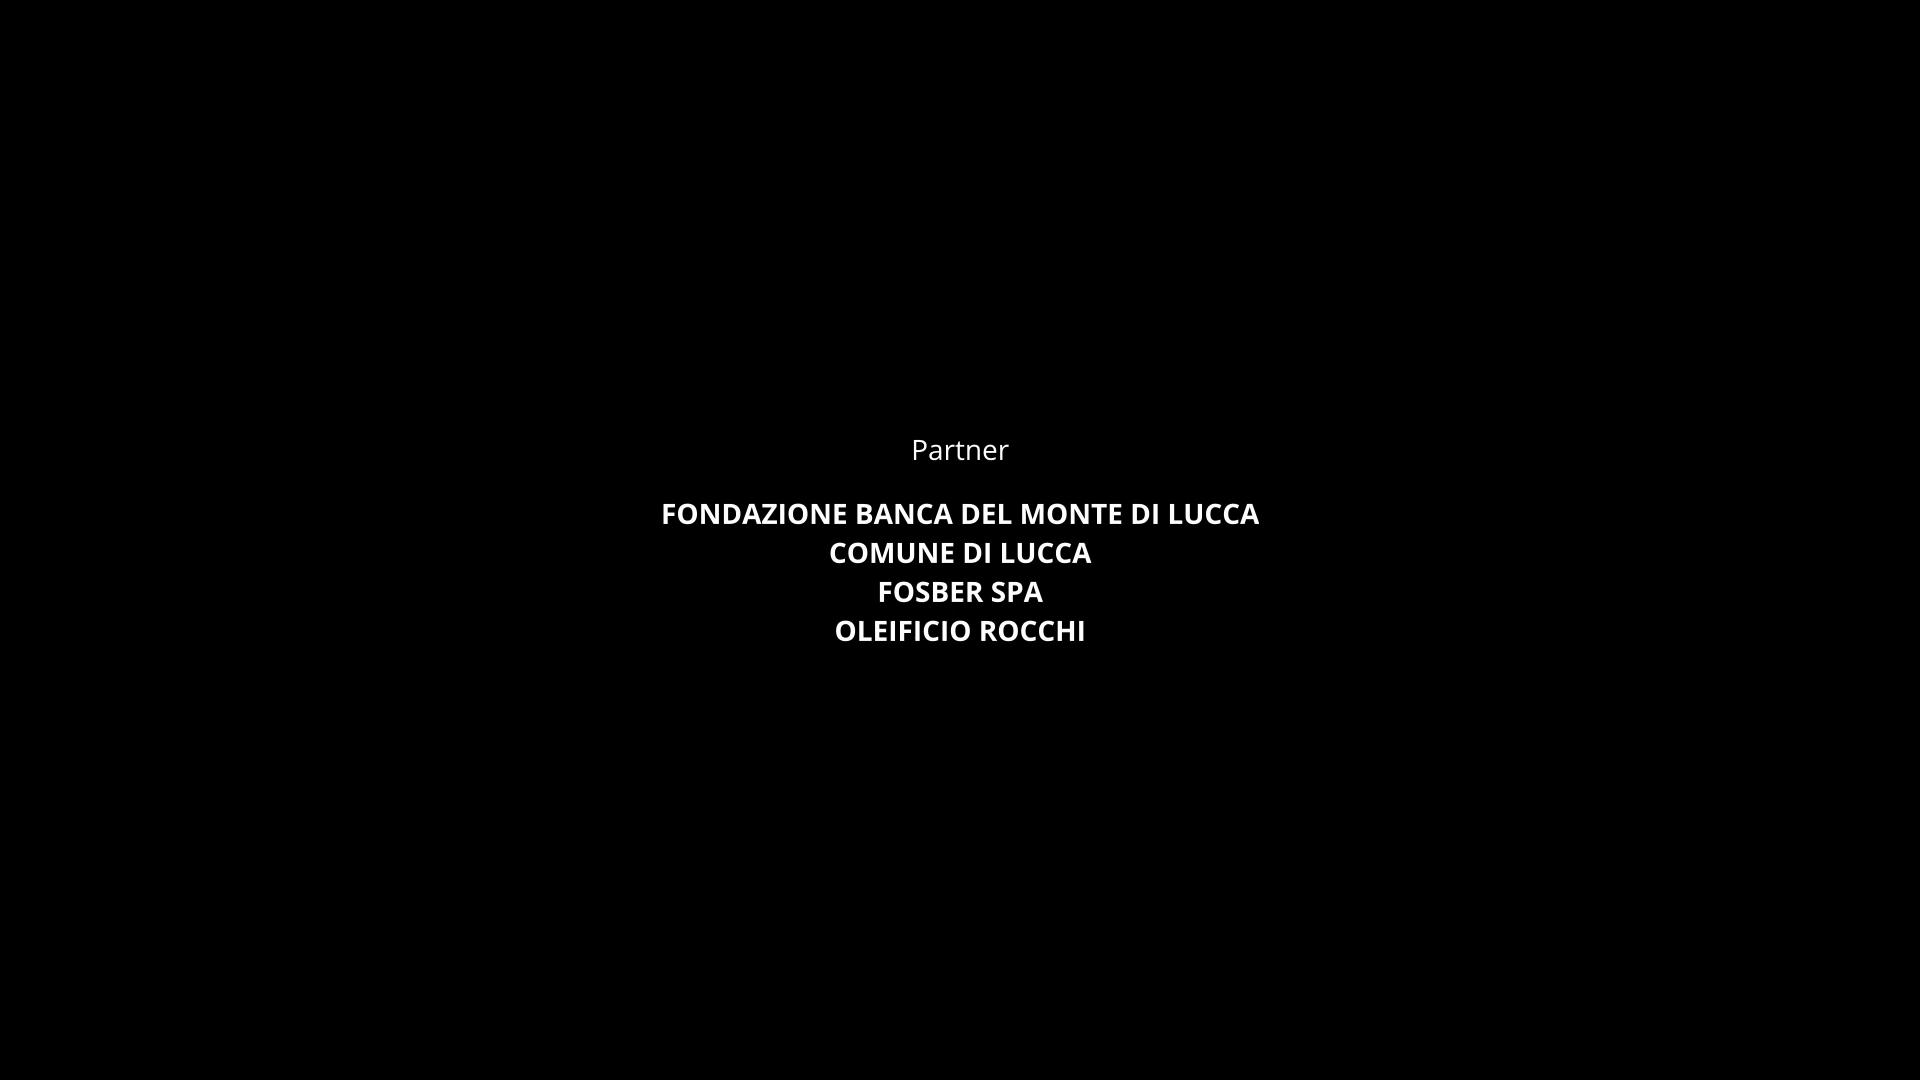 Partner
FONDAZIONE BANCA DEL MONTE DI LUCCA
COMUNE DI LUCCA
FOSBER SPA
OLEIFICIO ROCCHI